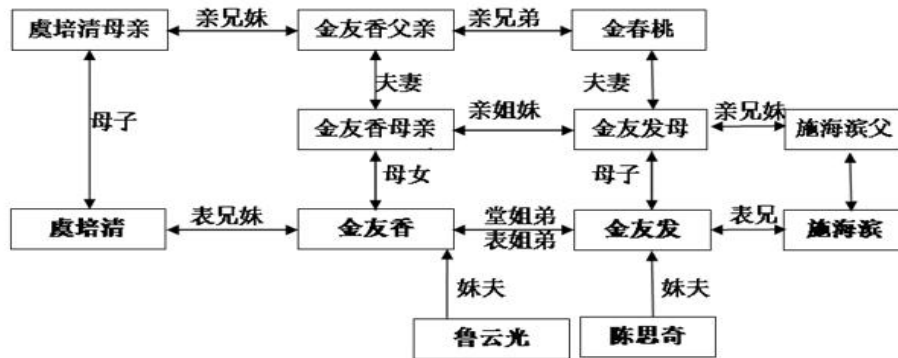 虞培清母亲 亲兄妹 金友香父亲 亲兄弟 金春桃
夫妻 夫妻
母子 金友香母亲 亲姐妹 金友发母 亲兄妹 施海滨父
母女 母子
虞培清 表兄妹 金友香 堂姐弟 金友发 表兄 施海滨
表姐弟
妹夫 妹夫
鲁云光 陈思奇